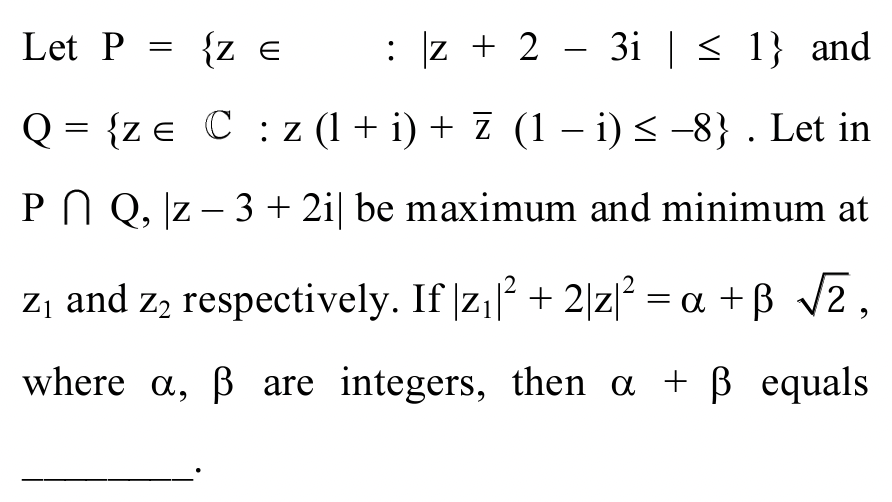 Let P = {z ∈ : |z + 2 – 3i | ≤ 1} and
Q = {z ∈ ℂ : z (1 + i) + z̅ (1 – i) ≤ –8} . Let in
P ⋂ Q, |z – 3 + 2i| be maximum and minimum at
z₁ and z₂ respectively. If |z₁|² + 2|z|² = α + β √2 ,
where α, β are integers, then α + β equals
________.